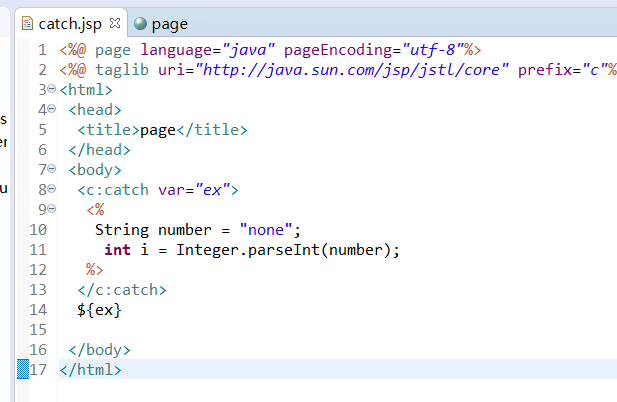 catch.jsp page
1 <%@ page language="java" pageEncoding="utf-8"%>
2 <%@ taglib uri="http://java.sun.com/jsp/jstl/core" prefix="c"%
3 <html>
4 <head>
5 <title>page</title>
6 </head>
7 <body>
8 <c:catch var="ex">
9 <%
10 String number = "none";
11 int i = Integer.parseInt(number);
12 %>
13 </c:catch>
14 ${ex}
15
16 </body>
17 </html>